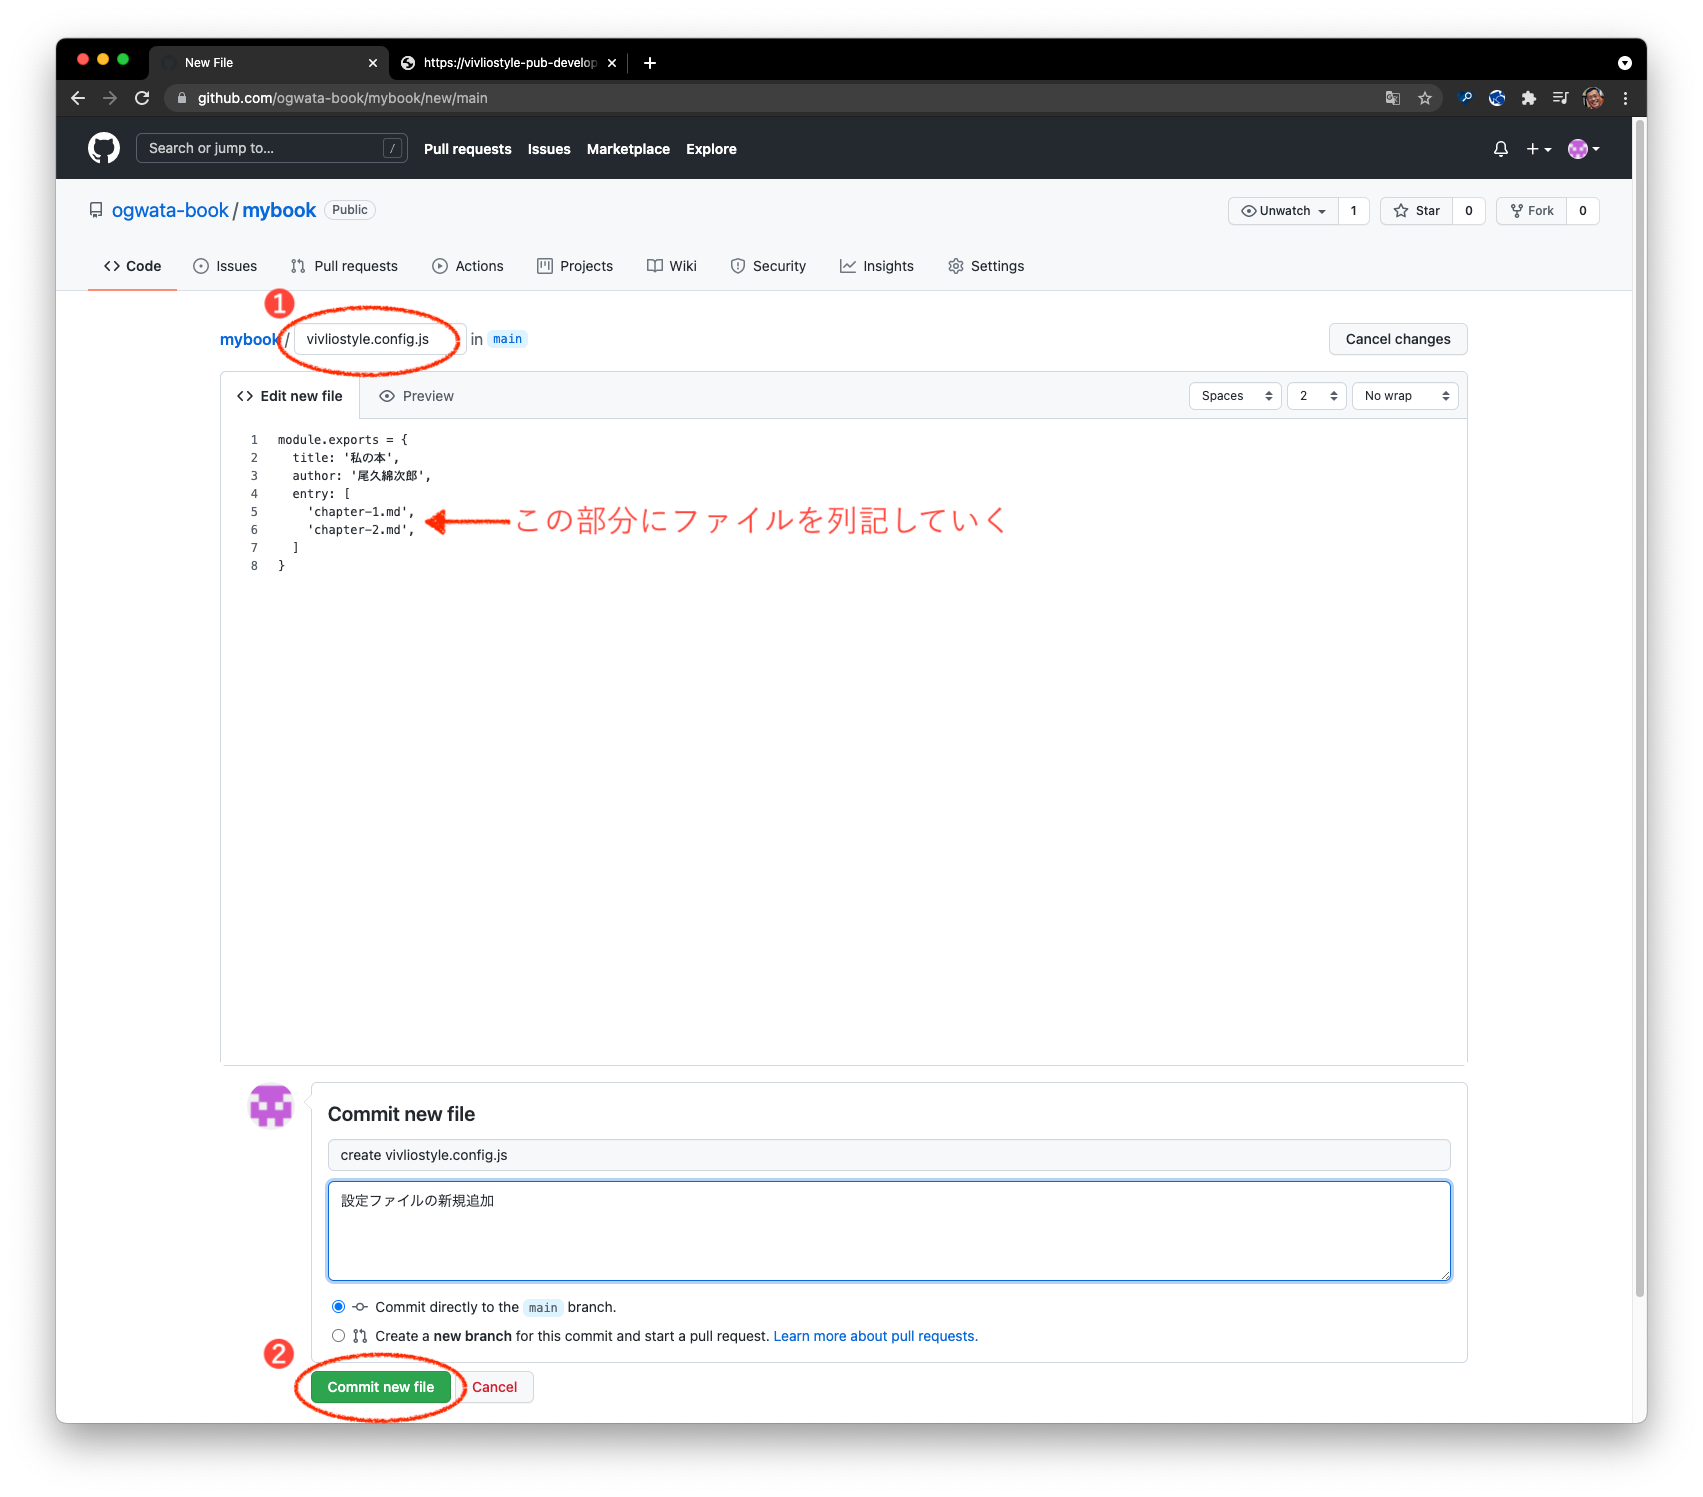 New File
https://vivliostyle-pub-develop
github.com/ogwata-book/mybook/new/main
Search or jump to...
/
Pull requests
Issues
Marketplace
Explore
ogwata-book / mybook
Public
Unwatch
1
Star
0
Fork
0
Code
Issues
Pull requests
Actions
Projects
Wiki
Security
Insights
Settings
1
mybook / vivliostyle.config.js in main
Cancel changes
Edit new file
Preview
Spaces
2
No wrap
1 module.exports = {
2 title: '私の本',
3 author: '尾久綿次郎',
4 entry: [
5 'chapter-1.md',
6 'chapter-2.md',
7 ]
8 }
この部分にファイルを列記していく
Commit new file
create vivliostyle.config.js
設定ファイルの新規追加
Commit directly to the main branch.
Create a new branch for this commit and start a pull request. Learn more about pull requests.
2
Commit new file
Cancel